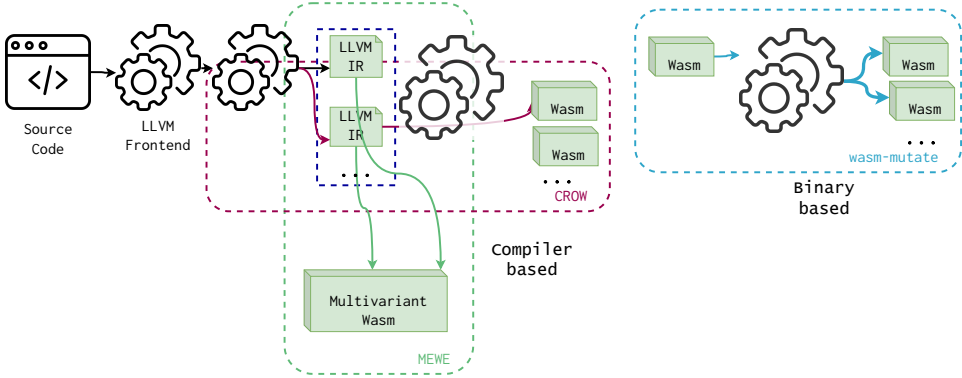 </>
Source
Code
LLVM
Frontend
LLVM
IR
LLVM
IR
...
Wasm
Wasm
...
CROW
Compiler
based
Multivariant
Wasm
MEWE
Wasm
Wasm
Wasm
...
wasm-mutate
Binary
based